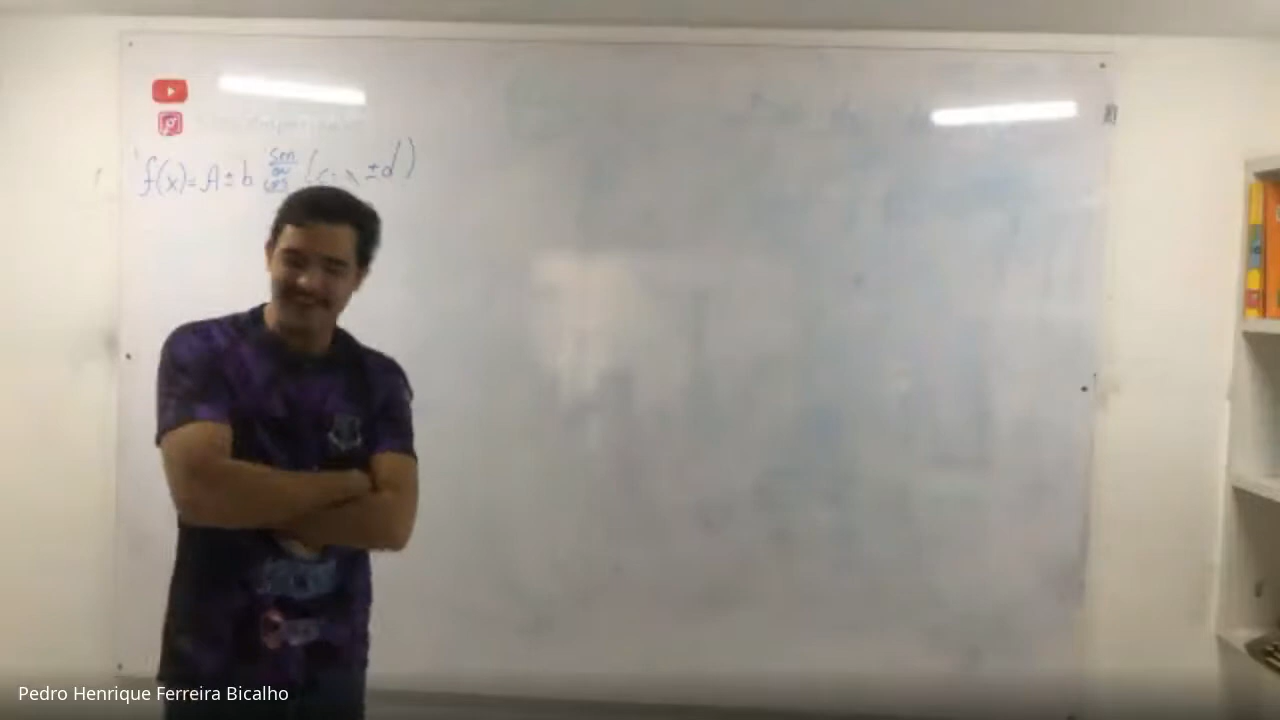 f(x)= A ± b sen ou cos ( ± d )
Pedro Henrique Ferreira Bicalho